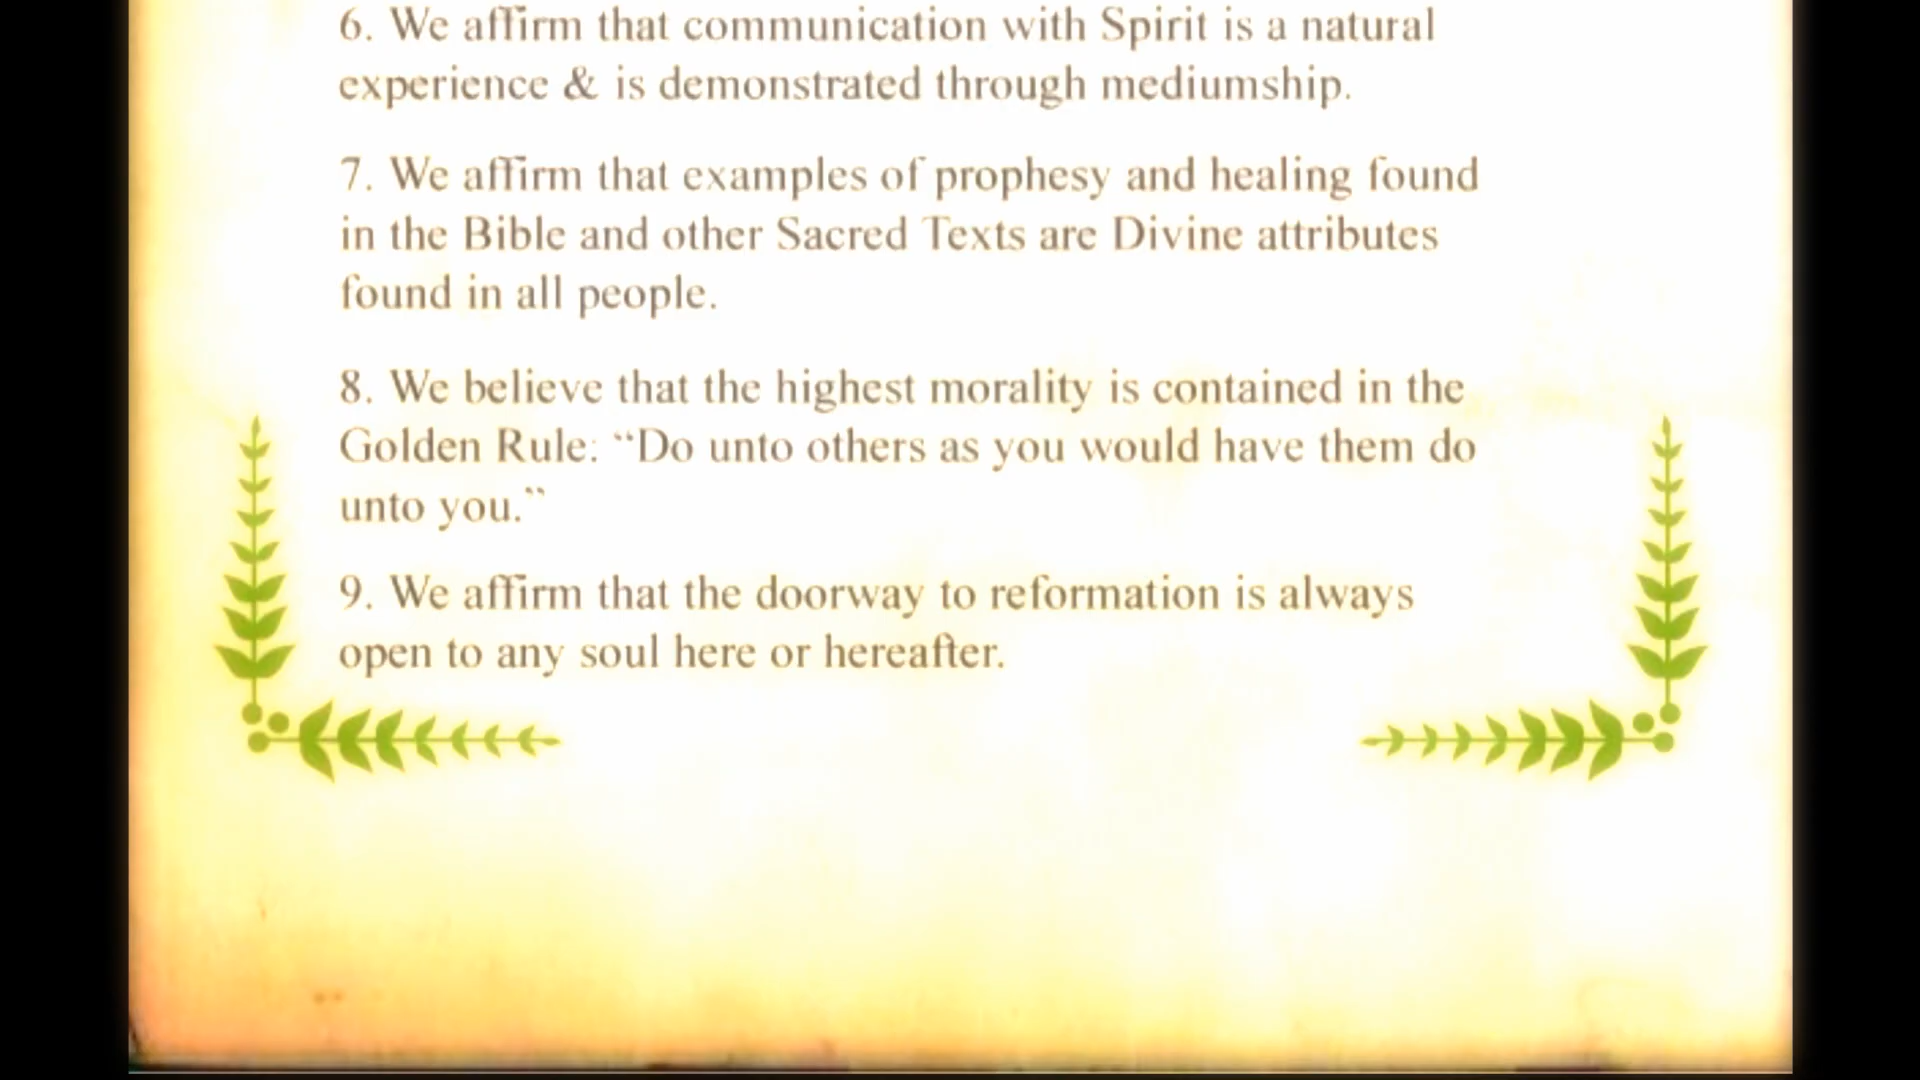 6. We affirm that communication with Spirit is a natural
experience & is demonstrated through mediumship.
7. We affirm that examples of prophesy and healing found
in the Bible and other Sacred Texts are Divine attributes
found in all people.
8. We believe that the highest morality is contained in the
Golden Rule: “Do unto others as you would have them do
unto you.”
9. We affirm that the doorway to reformation is always
open to any soul here or hereafter.